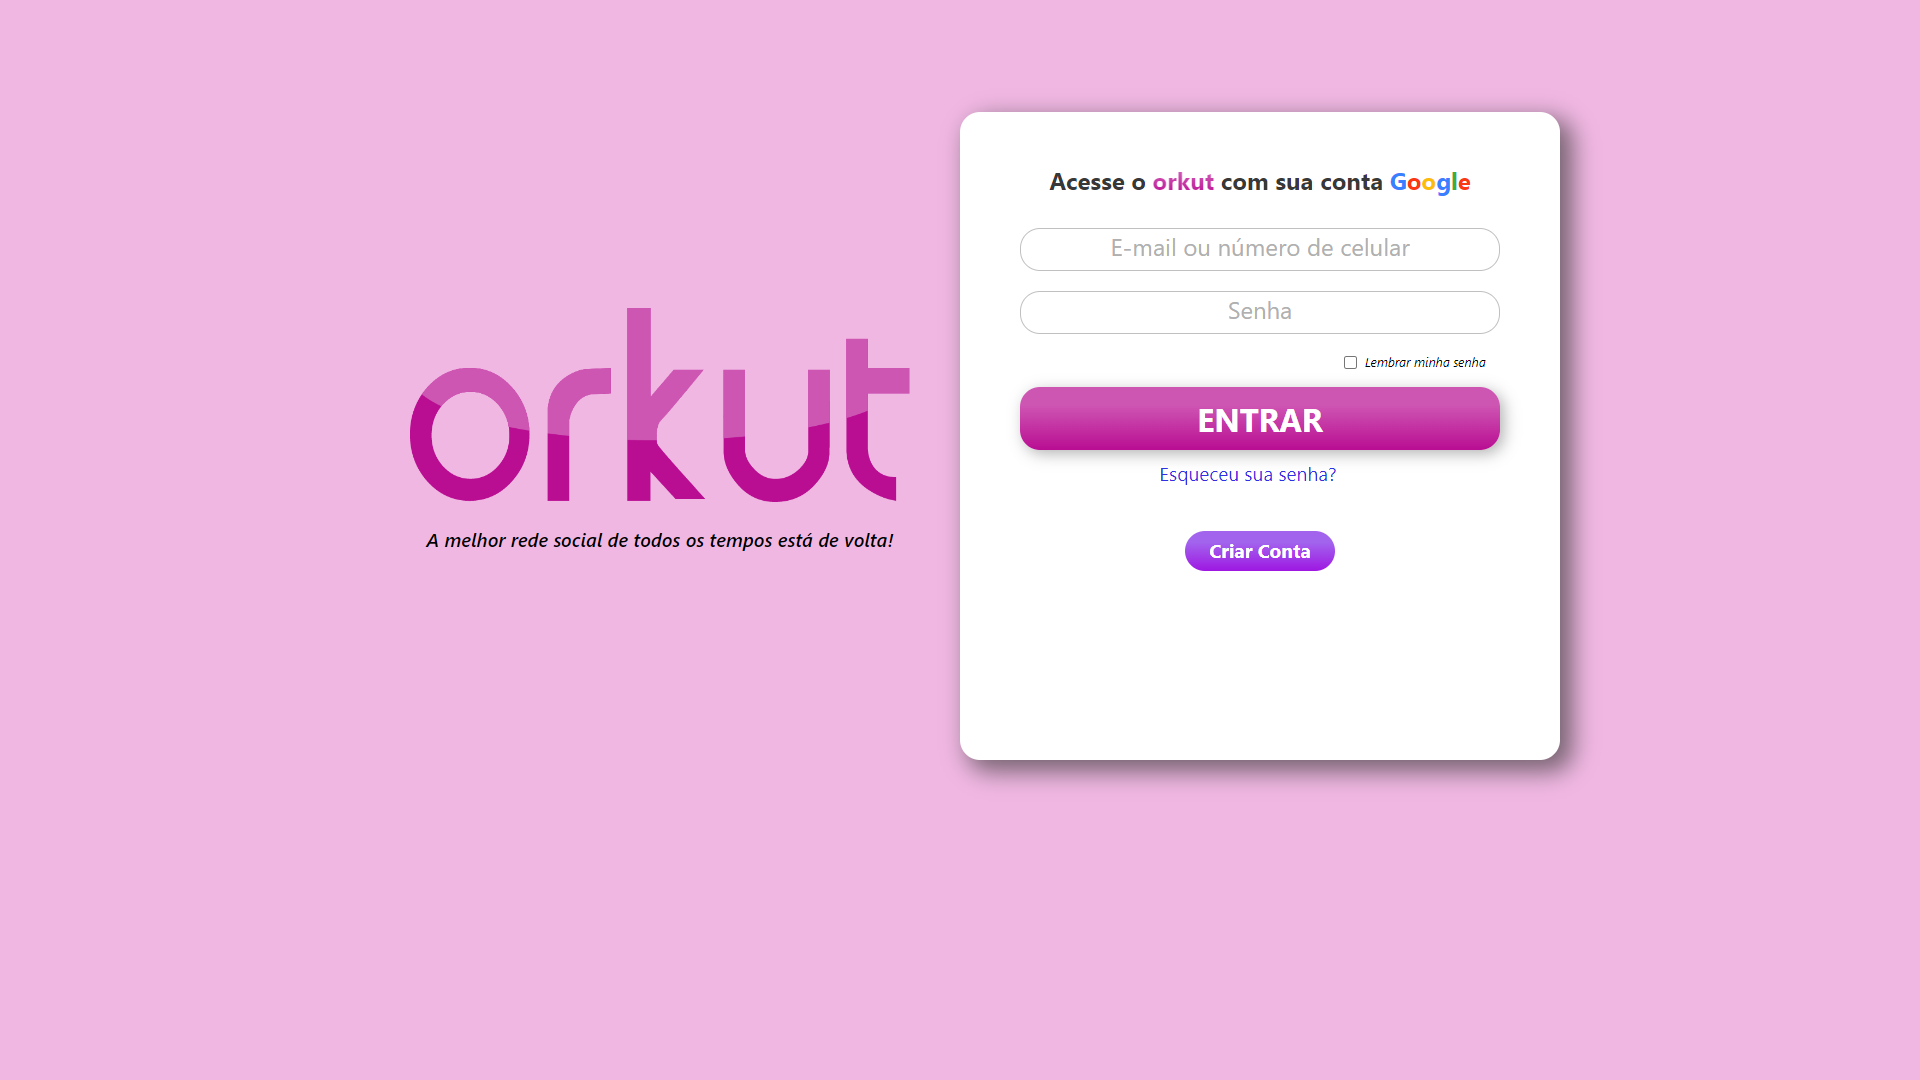 orkut
A melhor rede social de todos os tempos está de volta!
Acesse o orkut com sua conta Google
E-mail ou número de celular
Senha
Lembrar minha senha
ENTRAR
Esqueceu sua senha?
Criar Conta